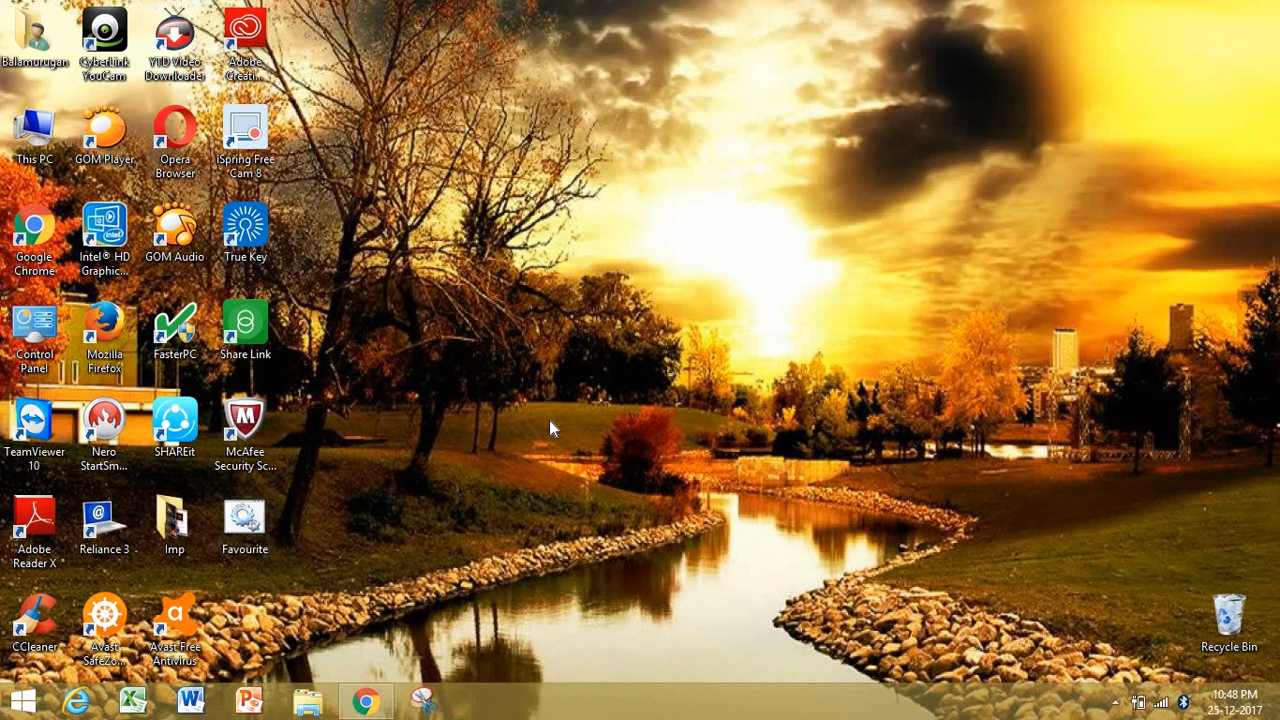 Balamurugan
CyberLink
YouCam
YTD Video
Downloader
Adobe
Creati...
This PC
GOM Player
Opera
Browser
iSpring Free
Cam 8
Google
Chrome
Intel® HD
Graphic...
GOM Audio
True Key
Control
Panel
Mozilla
Firefox
FasterPC
Share Link
TeamViewer
10
Nero
StartSm...
SHAREit
McAfee
Security Sc...
Adobe
Reader X
Reliance 3
Imp
Favourite
CCleaner
Avast
SafeZo...
Avast Free
Antivirus
Recycle Bin
10:48 PM
25-12-2017